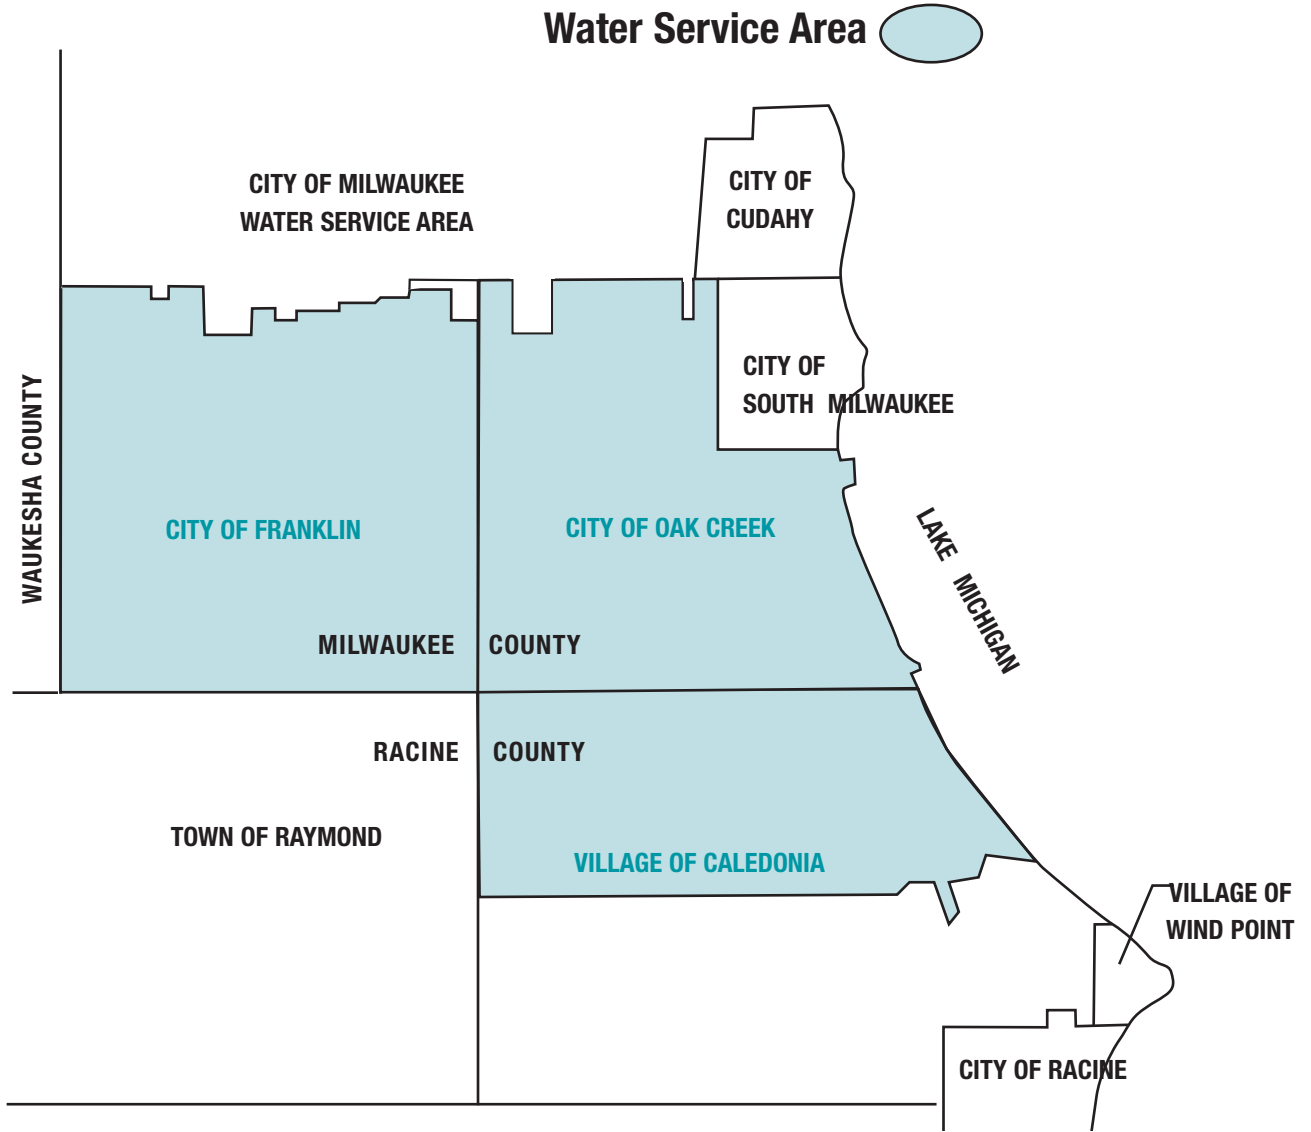 Water Service Area
CITY OF MILWAUKEE
WATER SERVICE AREA
CITY OF
CUDAHY
CITY OF
SOUTH MILWAUKEE
WAUKESHA COUNTY
CITY OF FRANKLIN
CITY OF OAK CREEK
LAKE MICHIGAN
MILWAUKEE COUNTY
RACINE COUNTY
TOWN OF RAYMOND
VILLAGE OF CALEDONIA
VILLAGE OF
WIND POINT
CITY OF RACINE